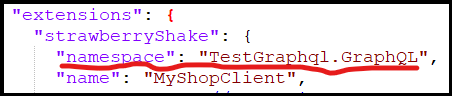 "extensions": {
"strawberryShake": {
"namespace": "TestGraphql.GraphQL",
"name": "MyShopClient",